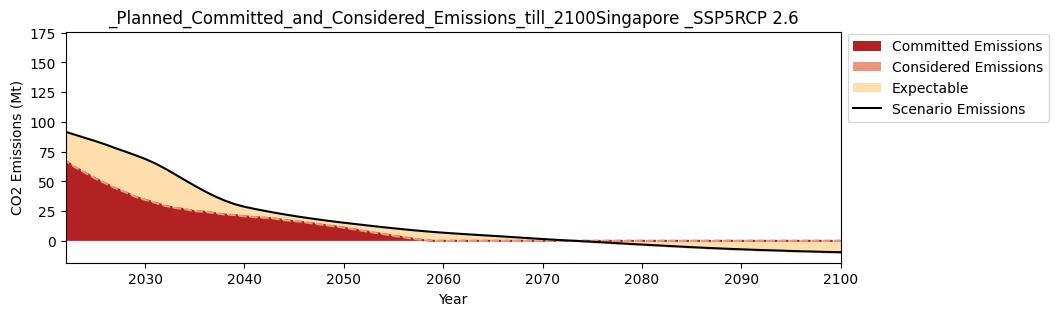 _Planned_Committed_and_Considered_Emissions_till_2100Singapore _SSP5RCP 2.6
175
150
125
100
75
50
25
0
CO2 Emissions (Mt)
2030 2040 2050 2060 2070 2080 2090 2100
Year
Committed Emissions
Considered Emissions
Expectable
Scenario Emissions